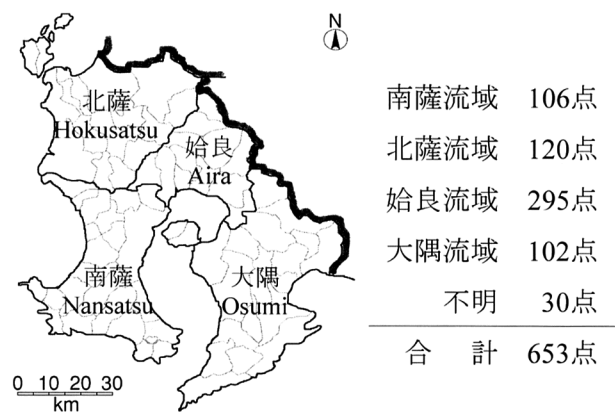 N
北薩
Hokusatsu
姶良
Aira
南薩
Nansatsu
大隅
Osumi
0 10 20 30
km
南薩流域 106点
北薩流域 120点
姶良流域 295点
大隅流域 102点
不明 30点
合 計 653点